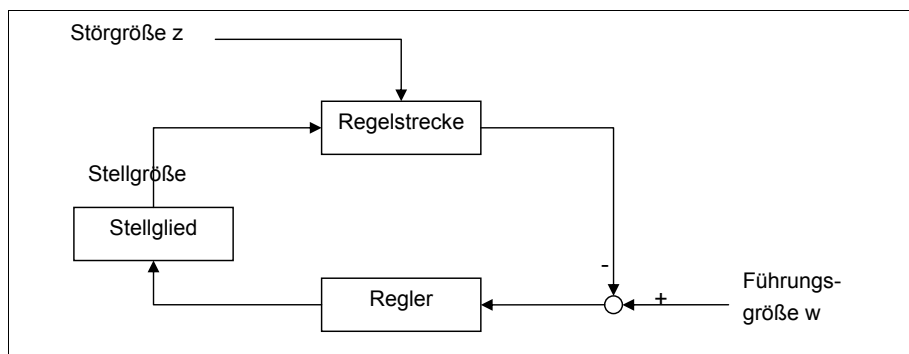 Störgröße z
Regelstrecke
Stellgröße
Stellglied
Regler
-
+
Führungs-
größe w